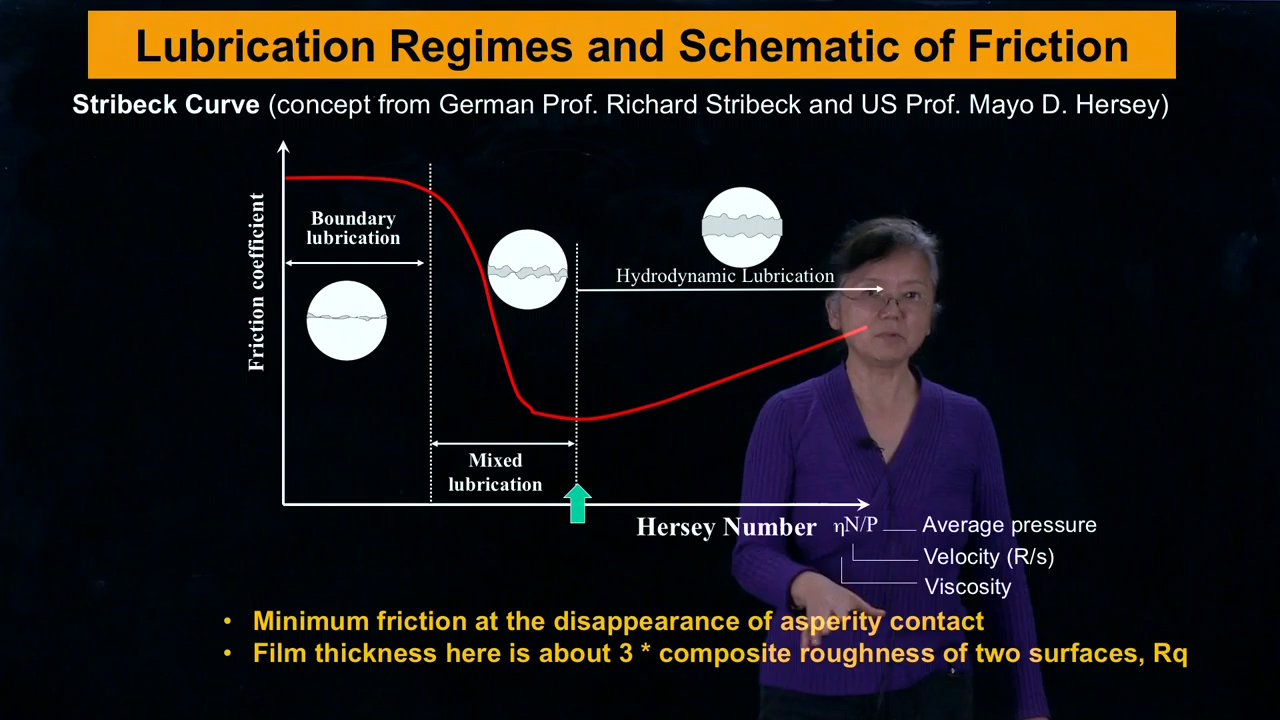 Lubrication Regimes and Schematic of Friction
Stribeck Curve (concept from German Prof. Richard Stribeck and US Prof. Mayo D. Hersey)
Friction coefficient
Boundary
lubrication
Hydrodynamic Lubrication
Mixed
lubrication
Hersey Number ηN/P
Average pressure
Velocity (R/s)
Viscosity
• Minimum friction at the disappearance of asperity contact
• Film thickness here is about 3 * composite roughness of two surfaces, Rq